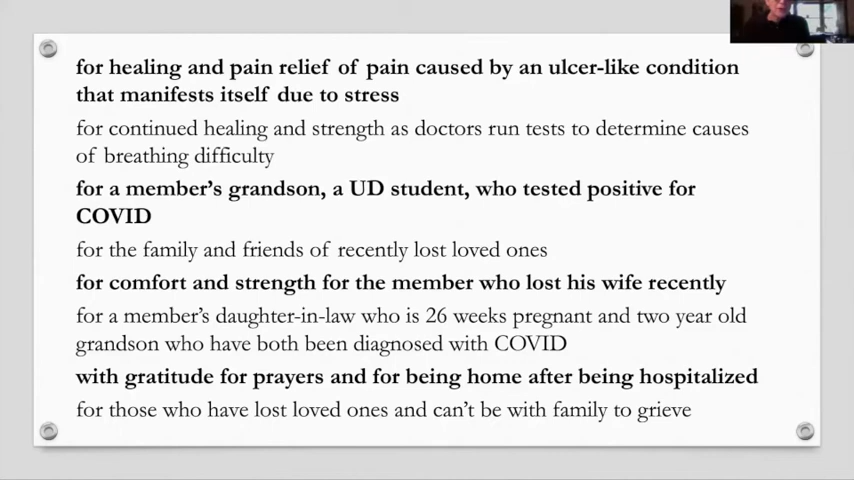 for healing and pain relief of pain caused by an ulcer-like condition
that manifests itself due to stress
for continued healing and strength as doctors run tests to determine causes
of breathing difficulty
for a member’s grandson, a UD student, who tested positive for
COVID
for the family and friends of recently lost loved ones
for comfort and strength for the member who lost his wife recently
for a member’s daughter-in-law who is 26 weeks pregnant and two year old
grandson who have both been diagnosed with COVID
with gratitude for prayers and for being home after being hospitalized
for those who have lost loved ones and can’t be with family to grieve